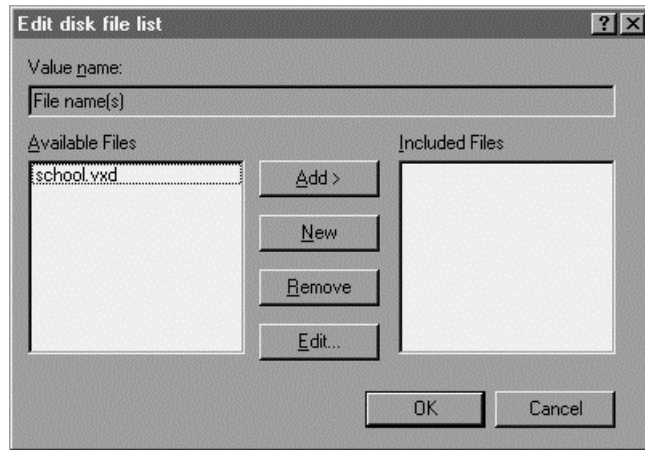 Edit disk file list
Value name:
File name(s)
Available Files
Included Files
school.vxd
Add >
New
Remove
Edit...
OK
Cancel